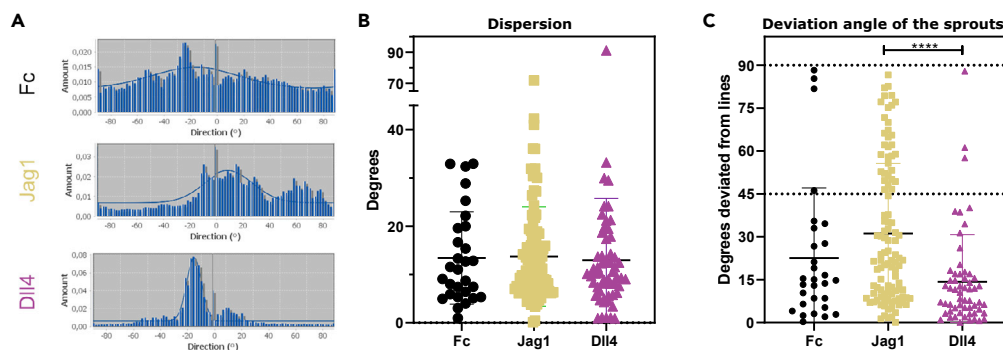 A
Fc
Amount
0,020
0,015
0,010
0,005
0,000
-80 -60 -40 -20 0 20 40 60 80
Direction (°)
Jag1
Amount
0,03
0,02
0,01
0,00
-80 -60 -40 -20 0 20 40 60 80
Direction (°)
Dll4
Amount
0,08
0,06
0,04
0,02
0,00
-80 -60 -40 -20 0 20 40 60 80
Direction (°)
B
Dispersion
Degrees
90
70
40
20
0
Fc Jag1 Dll4
C
Deviation angle of the sprouts
****
Degrees deviated from lines
90
75
60
45
30
15
0
Fc Jag1 Dll4